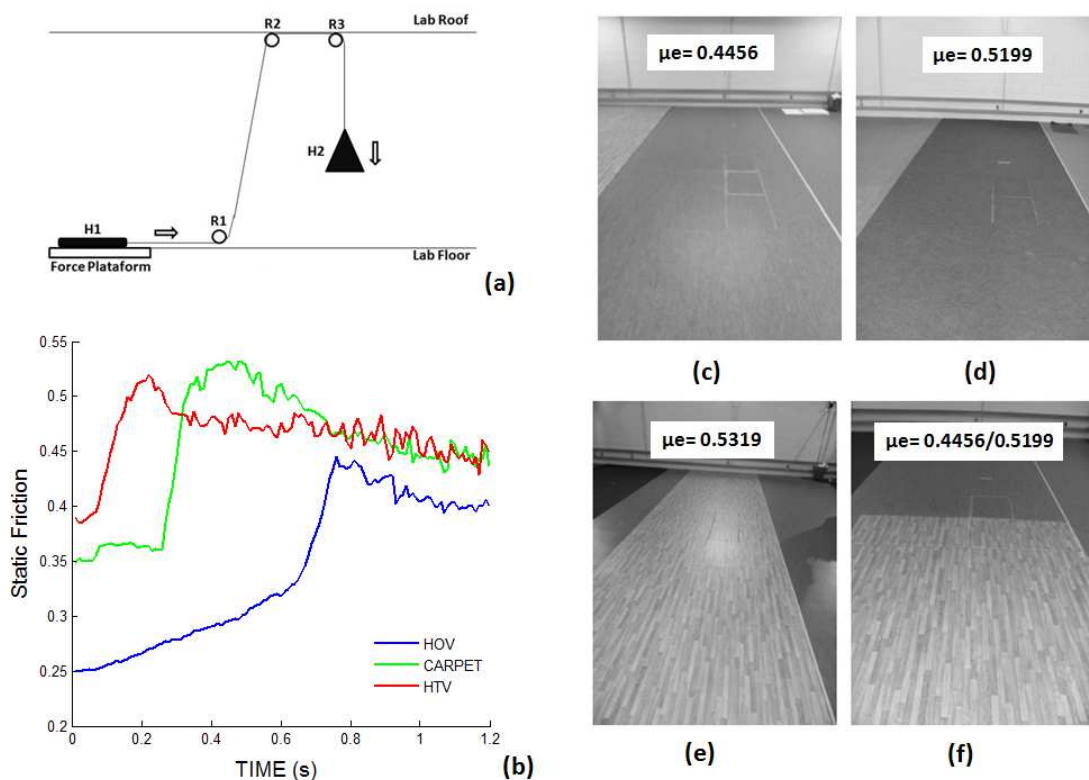 Lab Roof
R2
R3
H2
H1
R1
Force Plataform
Lab Floor
(a)
0.55
0.5
0.45
0.4
0.35
0.3
0.25
0.2
Static Friction
HOV
CARPET
HTV
0
0.2
0.4
0.6
0.8
1
1.2
TIME (s)
(b)
μe= 0.4456
(c)
μe= 0.5199
(d)
μe= 0.5319
(e)
μe= 0.4456/0.5199
(f)